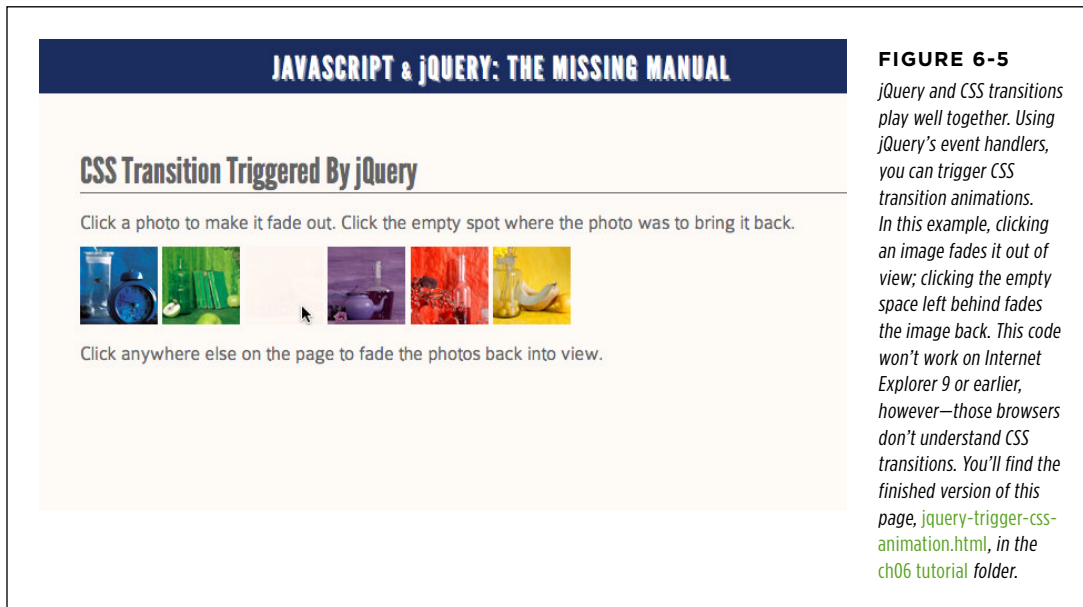 JAVASCRIPT & jQUERY: THE MISSING MANUAL
CSS Transition Triggered By jQuery
Click a photo to make it fade out. Click the empty spot where the photo was to bring it back.
Click anywhere else on the page to fade the photos back into view.
FIGURE 6-5
jQuery and CSS transitions
play well together. Using
jQuery’s event handlers,
you can trigger CSS
transition animations.
In this example, clicking
an image fades it out of
view; clicking the empty
space left behind fades
the image back. This code
won’t work on Internet
Explorer 9 or earlier,
however—those browsers
don’t understand CSS
transitions. You’ll find the
finished version of this
page, jquery-trigger-css-
animation.html, in the
ch06 tutorial folder.